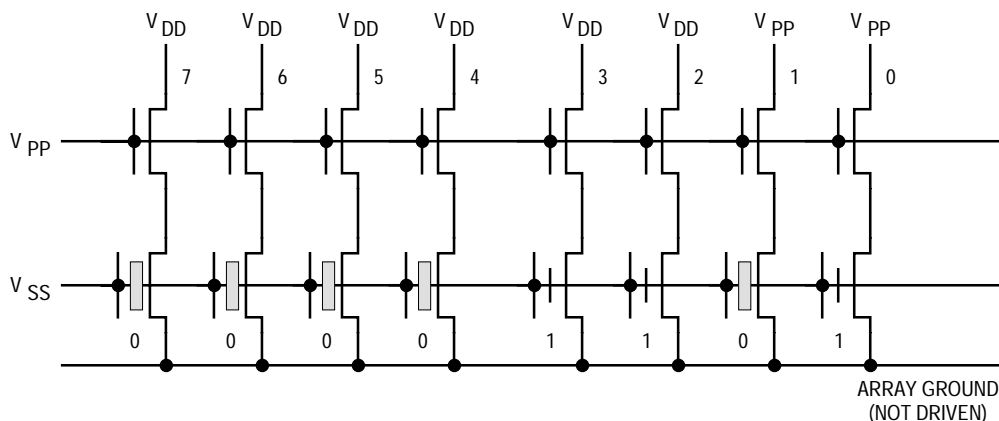 V DD V DD V DD V DD V DD V DD V PP V PP
7 6 5 4 3 2 1 0
V PP
V SS
0 0 0 0 1 1 0 1
ARRAY GROUND
(NOT DRIVEN)